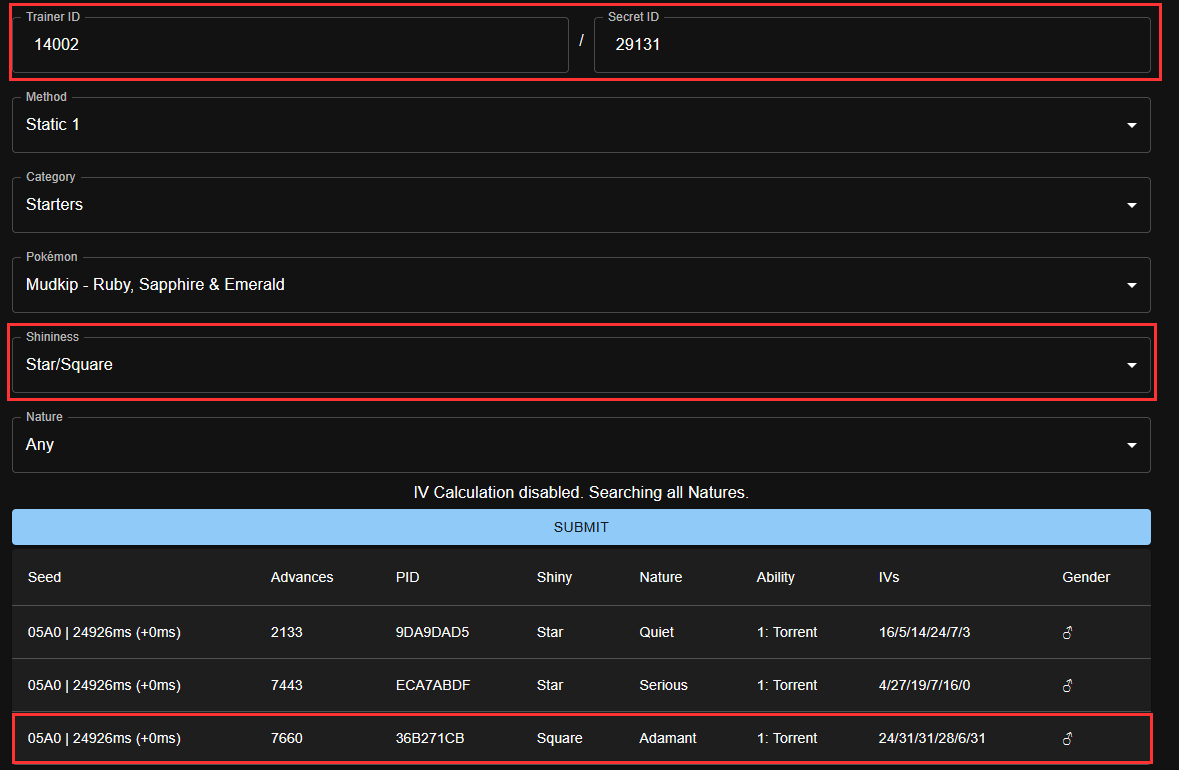 Trainer ID Secret ID
14002 / 29131
Method
Static 1
Category
Starters
Pokémon
Mudkip - Ruby, Sapphire & Emerald
Shininess
Star/Square
Nature
Any
IV Calculation disabled. Searching all Natures.
SUBMIT
Seed Advances PID Shiny Nature Ability IVs Gender
05A0 | 24926ms (+0ms) 2133 9DA9DAD5 Star Quiet 1: Torrent 16/5/14/24/7/3 ♂
05A0 | 24926ms (+0ms) 7443 ECA7ABDF Star Serious 1: Torrent 4/27/19/7/16/0 ♂
05A0 | 24926ms (+0ms) 7660 36B271CB Square Adamant 1: Torrent 24/31/31/28/6/31 ♂